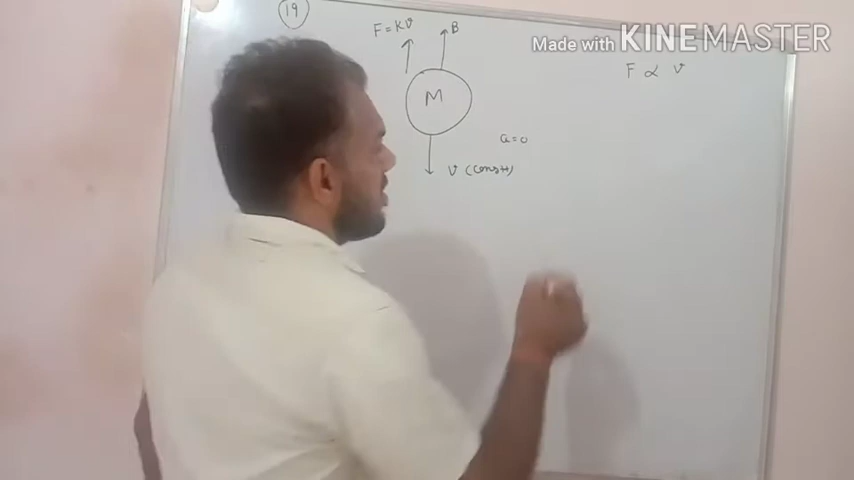 19
F = KV B
Made with KINEMASTER
F ∝ V
M
a = 0
V (const)